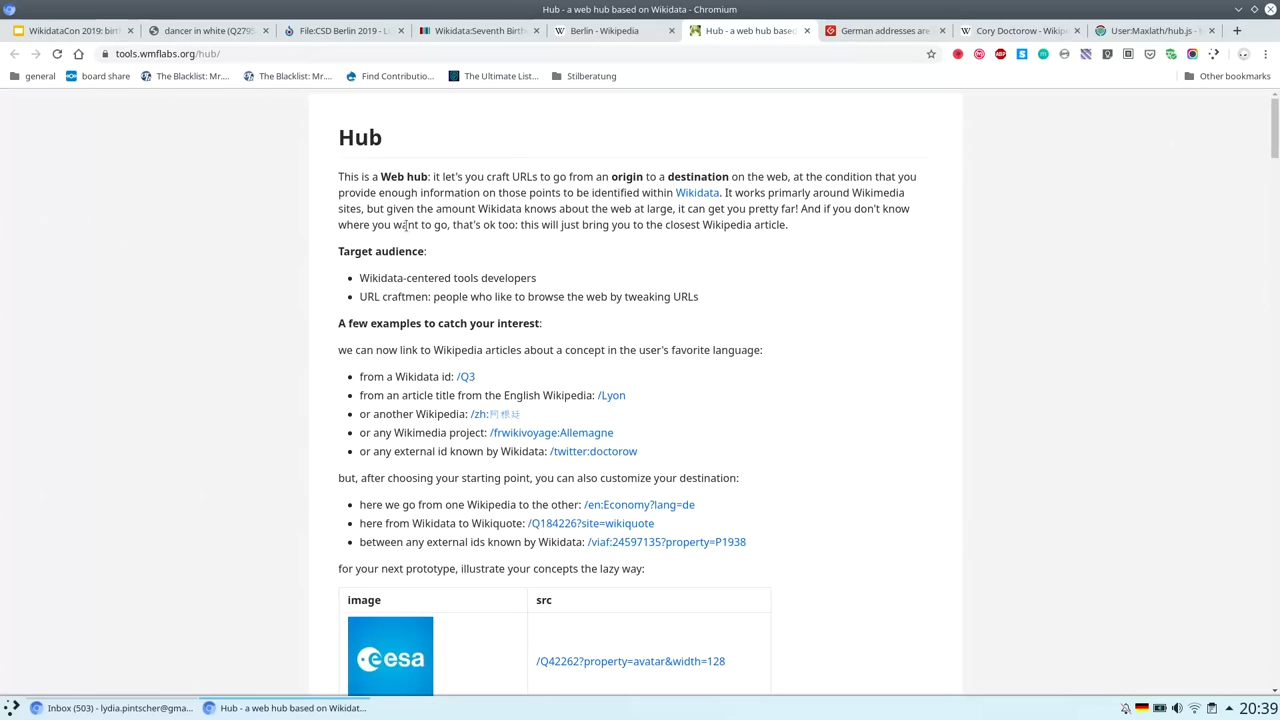 Hub - a web hub based on Wikidata - Chromium
WikidataCon 2019: birt
dancer in white (Q2795
File:CSD Berlin 2019 - L
Wikidata:Seventh Birth
Berlin - Wikipedia
Hub - a web hub based
German addresses are
Cory Doctorow - Wikip
User:Maxlath/hub.js - M
tools.wmflabs.org/hub/
general
board share
The Blacklist: Mr....
The Blacklist: Mr....
Find Contributio...
The Ultimate List...
Stilberatung
Other bookmarks
Hub
This is a Web hub: it let's you craft URLs to go from an origin to a destination on the web, at the condition that you
provide enough information on those points to be identified within Wikidata. It works primarly around Wikimedia
sites, but given the amount Wikidata knows about the web at large, it can get you pretty far! And if you don't know
where you want to go, that's ok too: this will just bring you to the closest Wikipedia article.
Target audience:
Wikidata-centered tools developers
URL craftmen: people who like to browse the web by tweaking URLs
A few examples to catch your interest:
we can now link to Wikipedia articles about a concept in the user's favorite language:
from a Wikidata id: /Q3
from an article title from the English Wikipedia: /Lyon
or another Wikipedia: /zh:阿根廷
or any Wikimedia project: /frwikivoyage:Allemagne
or any external id known by Wikidata: /twitter:doctorow
but, after choosing your starting point, you can also customize your destination:
here we go from one Wikipedia to the other: /en:Economy?lang=de
here from Wikidata to Wikiquote: /Q184226?site=wikiquote
between any external ids known by Wikidata: /viaf:24597135?property=P1938
for your next prototype, illustrate your concepts the lazy way:
image src
esa
/Q42262?property=avatar&width=128
Inbox (503) - lydia.pintscher@gma...
Hub - a web hub based on Wikidat...
20:39